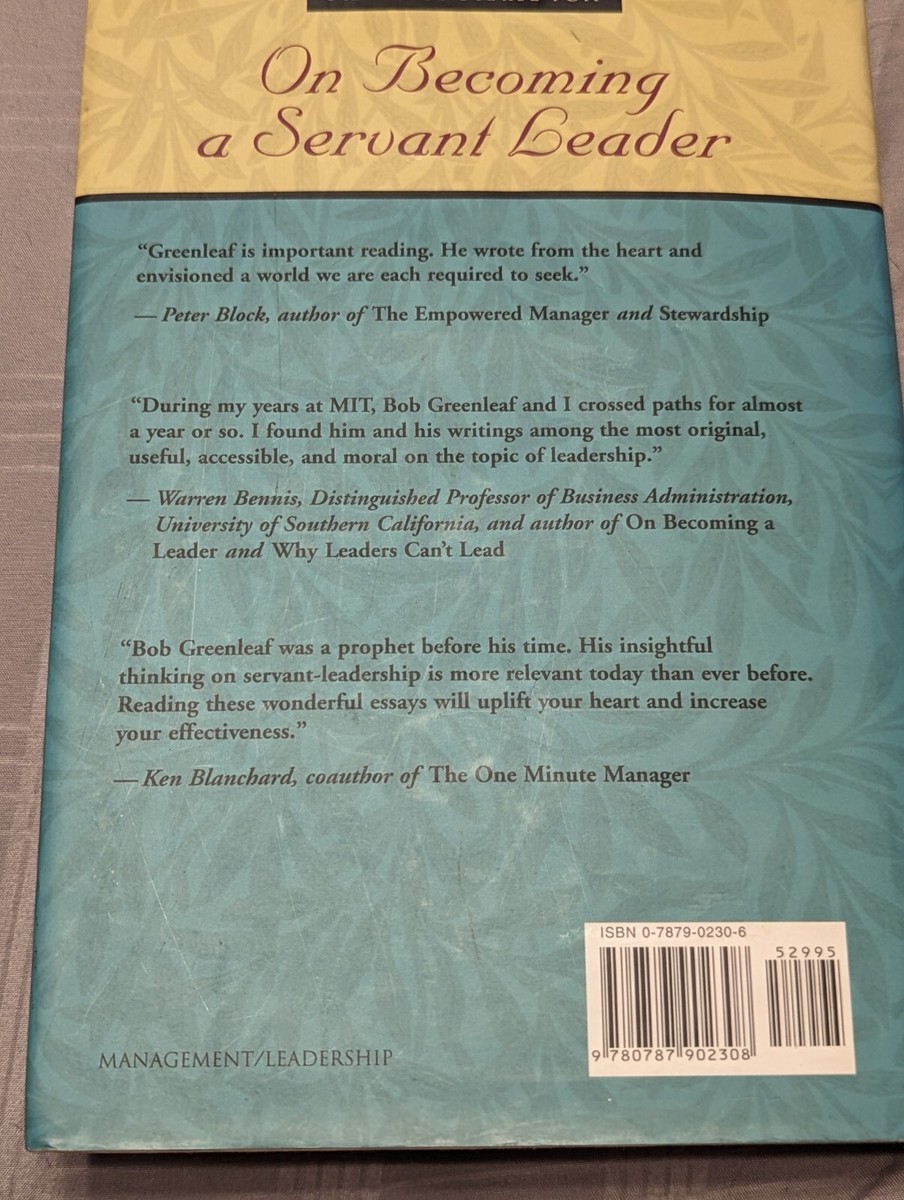 On Becoming
a Servant Leader
“Greenleaf is important reading. He wrote from the heart and
envisioned a world we are each required to seek.”
— Peter Block, author of The Empowered Manager and Stewardship
“During my years at MIT, Bob Greenleaf and I crossed paths for almost
a year or so. I found him and his writings among the most original,
useful, accessible, and moral on the topic of leadership.”
— Warren Bennis, Distinguished Professor of Business Administration,
University of Southern California, and author of On Becoming a
Leader and Why Leaders Can’t Lead
“Bob Greenleaf was a prophet before his time. His insightful
thinking on servant-leadership is more relevant today than ever before.
Reading these wonderful essays will uplift your heart and increase
your effectiveness.”
— Ken Blanchard, coauthor of The One Minute Manager
ISBN 0-7879-0230-6
52995
9 780787 902308
MANAGEMENT/LEADERSHIP